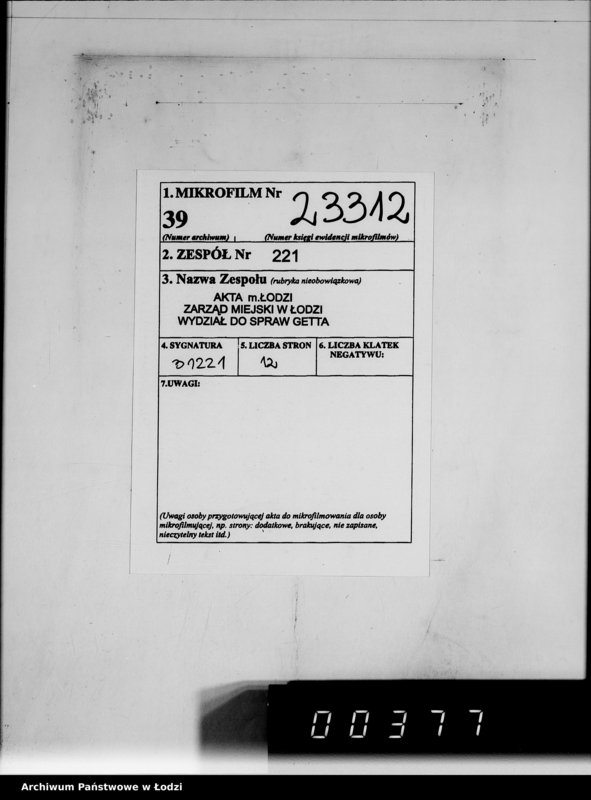 1. MIKROFILM Nr
39 23312
(Numer archiwum) (Numer księgi ewidencji mikrofilmów)
2. ZESPÓŁ Nr 221
3. Nazwa Zespołu (rubryka nieobowiązkowa)
AKTA m.ŁODZI
ZARZĄD MIEJSKI W ŁODZI
WYDZIAŁ DO SPRAW GETTA
4. SYGNATURA 5. LICZBA STRON 6. LICZBA KLATEK
NEGATYWU:
31221 12
7.UWAGI:
(Uwagi osoby przygotowującej akta do mikrofilmowania dla osoby
mikrofilmującej, np. strony: dodatkowe, brakujące, nie zapisane,
nieczytelny tekst itd.)
00377
Archiwum Państwowe w Łodzi